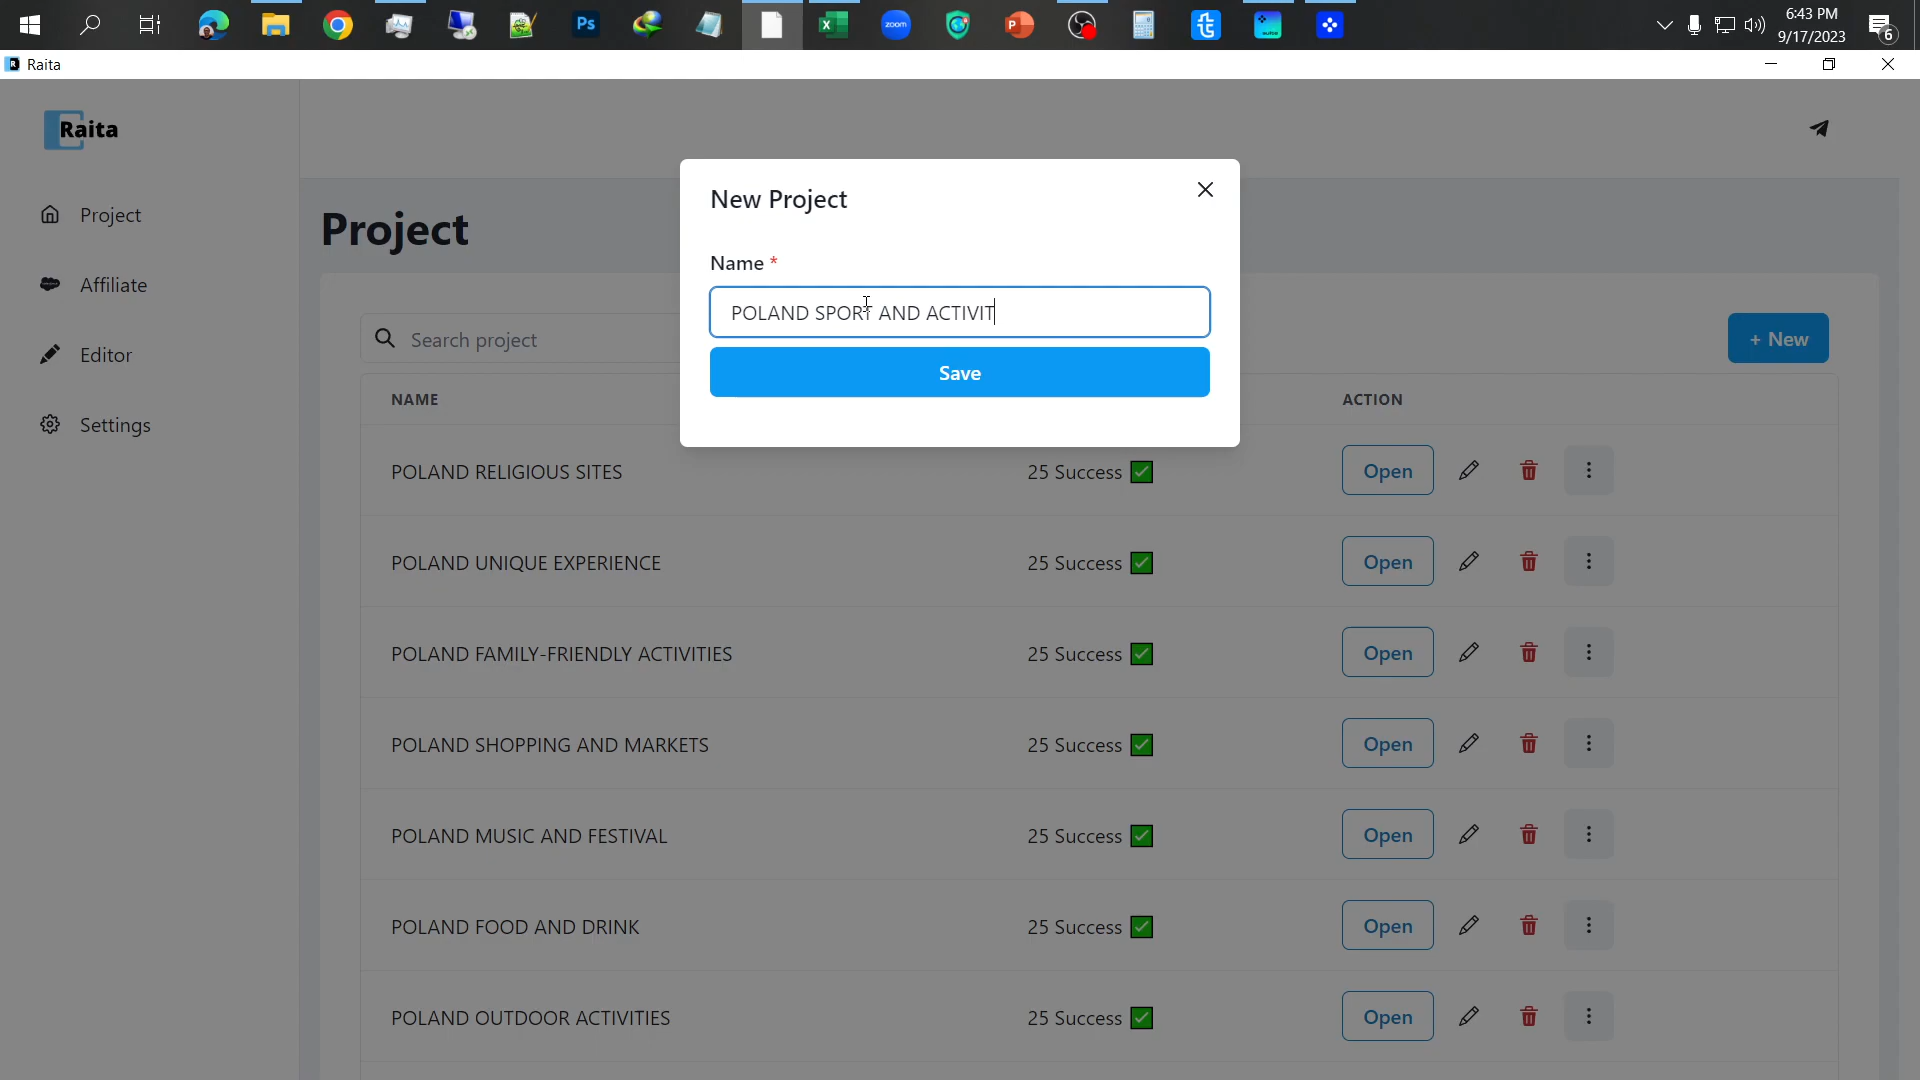 Ps
zoom
6:43 PM
9/17/2023
6
Raita
Raita
Project
Affiliate
Editor
Settings
Project
Search project
+ New
New Project
Name *
POLAND SPORT AND ACTIVIT
Save
NAME
ACTION
POLAND RELIGIOUS SITES 25 Success Open
POLAND UNIQUE EXPERIENCE 25 Success Open
POLAND FAMILY-FRIENDLY ACTIVITIES 25 Success Open
POLAND SHOPPING AND MARKETS 25 Success Open
POLAND MUSIC AND FESTIVAL 25 Success Open
POLAND FOOD AND DRINK 25 Success Open
POLAND OUTDOOR ACTIVITIES 25 Success Open